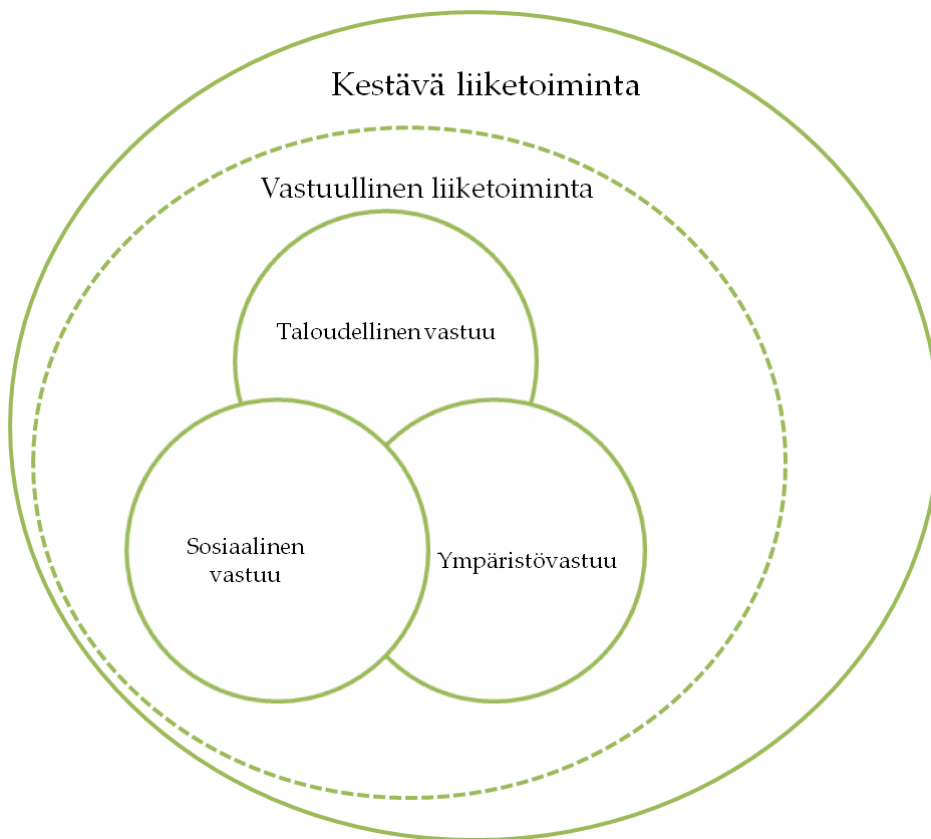 Kestävä liiketoiminta
Vastuullinen liiketoiminta
Taloudellinen vastuu
Sosiaalinen
vastuu
Ympäristövastuu